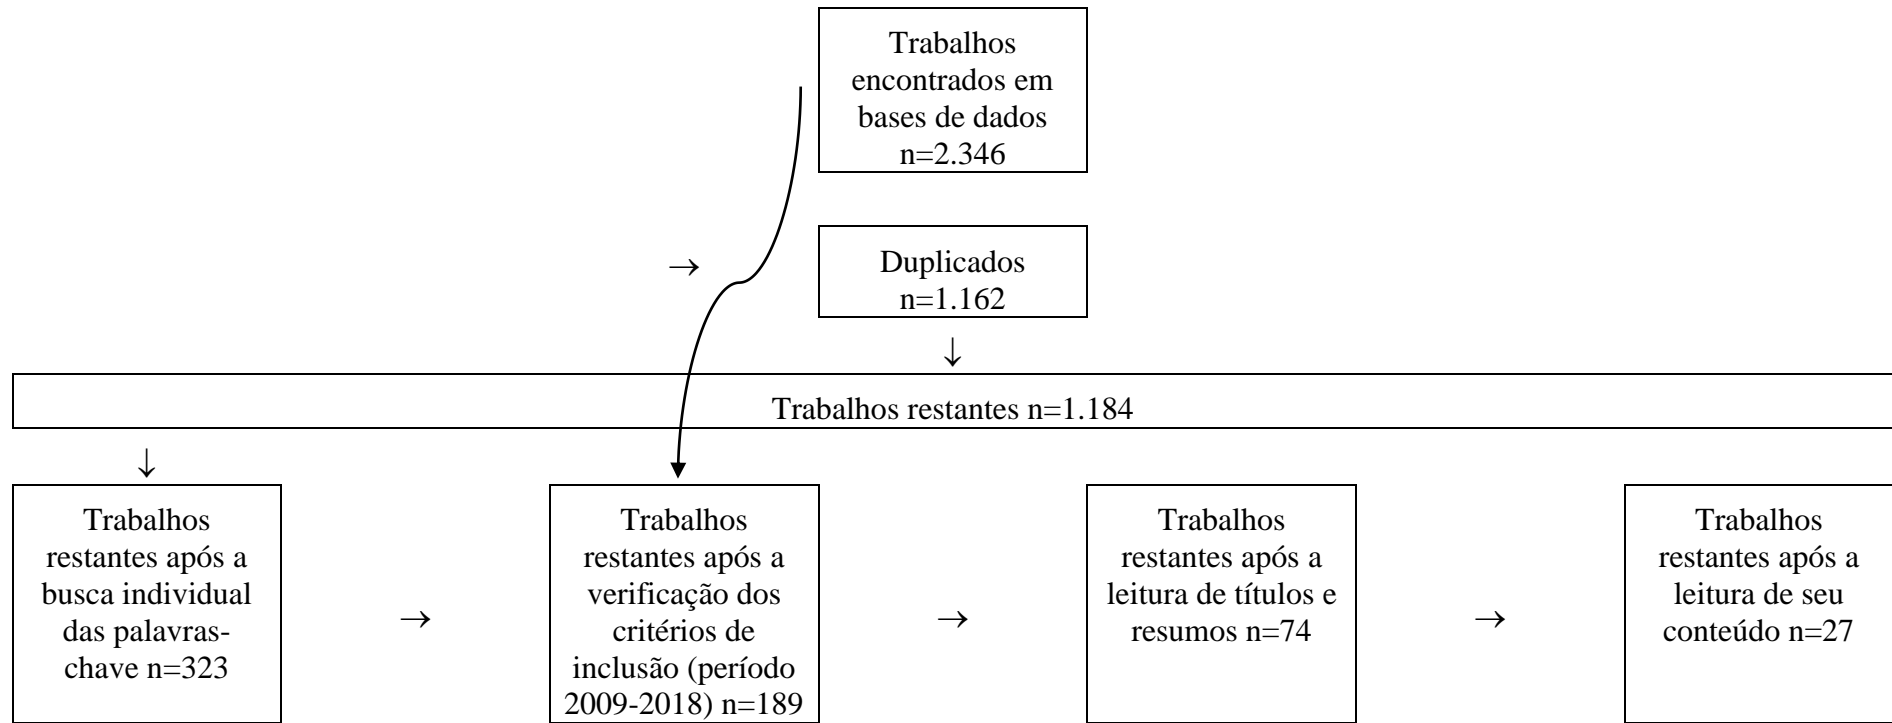 Trabalhos
encontrados em
bases de dados
n=2.346
→
Duplicados
n=1.162
↓
Trabalhos restantes n=1.184
↓
Trabalhos
restantes após a
busca individual
das palavras-
chave n=323
→
Trabalhos
restantes após a
verificação dos
critérios de
inclusão (período
2009-2018) n=189
→
Trabalhos
restantes após a
leitura de títulos e
resumos n=74
→
Trabalhos
restantes após a
leitura de seu
conteúdo n=27